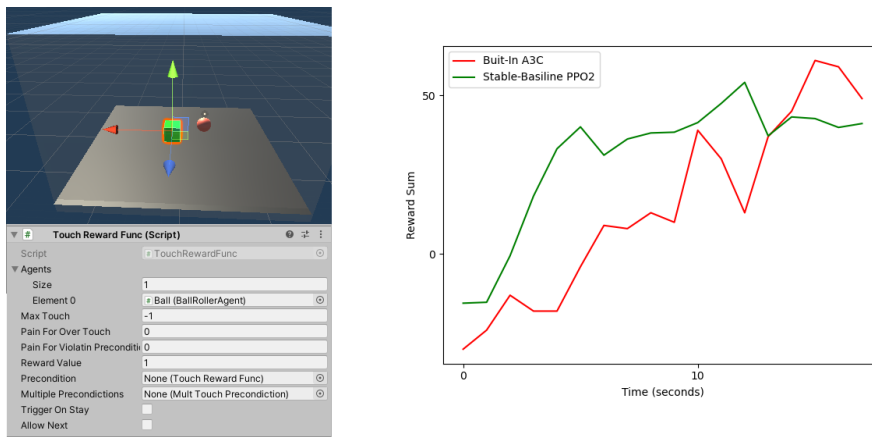 Touch Reward Func (Script)
Script TouchRewardFunc
Agents
Size 1
Element 0 Ball (BallRollerAgent)
Max Touch -1
Pain For Over Touch 0
Pain For Violatin Preconditi 0
Reward Value 1
Precondition None (Touch Reward Func)
Multiple Precondictions None (Mult Touch Precondiction)
Trigger On Stay
Allow Next
Buit-In A3C
Stable-Basiline PPO2
50
0
Reward Sum
0 10
Time (seconds)